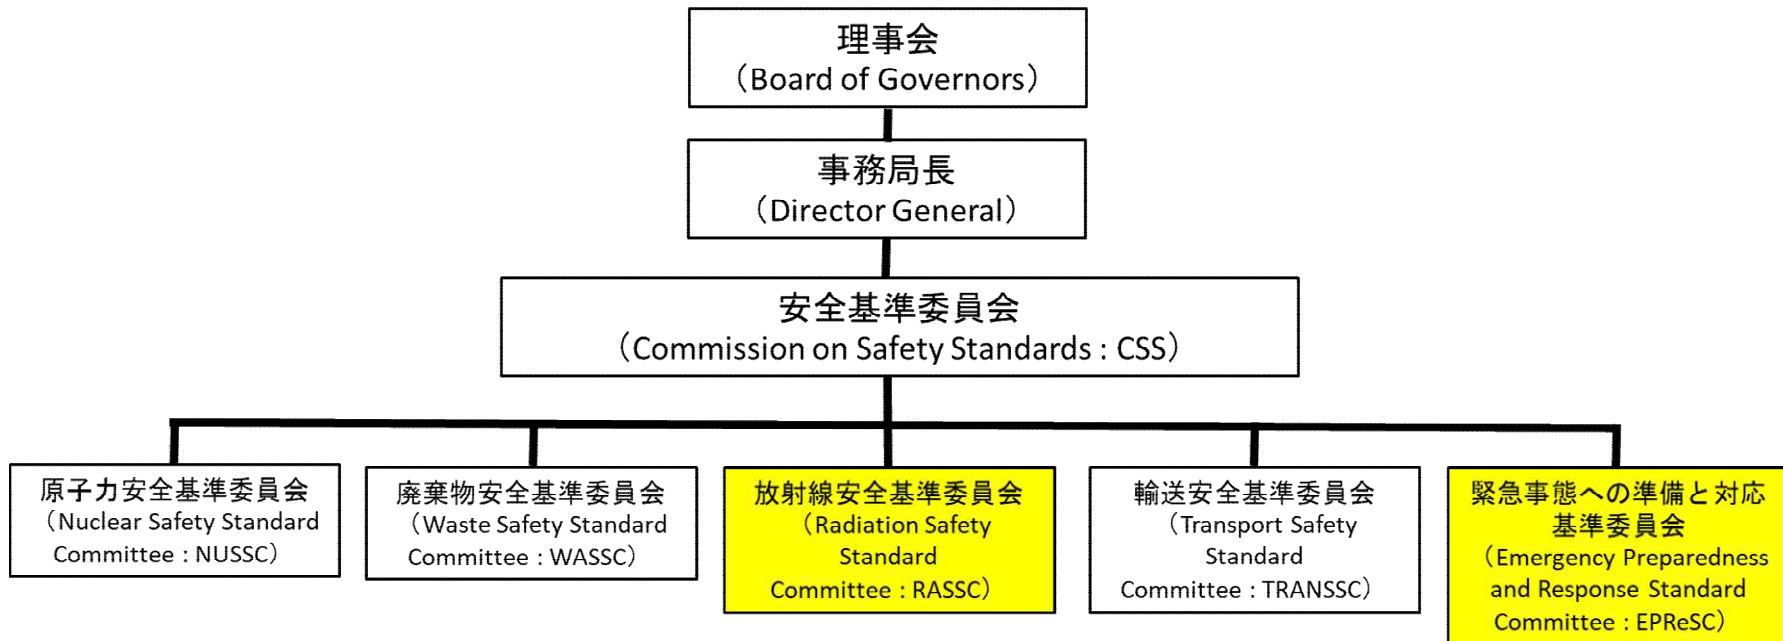 理事会
（Board of Governors）
事務局長
（Director General）
安全基準委員会
（Commission on Safety Standards : CSS）
原子力安全基準委員会
（Nuclear Safety Standard
Committee : NUSSC）
廃棄物安全基準委員会
（Waste Safety Standard
Committee : WASSC）
放射線安全基準委員会
（Radiation Safety
Standard
Committee : RASSC）
輸送安全基準委員会
（Transport Safety
Standard
Committee : TRANSSC）
緊急事態への準備と対応
基準委員会
（Emergency Preparedness
and Response Standard
Committee : EPReSC）